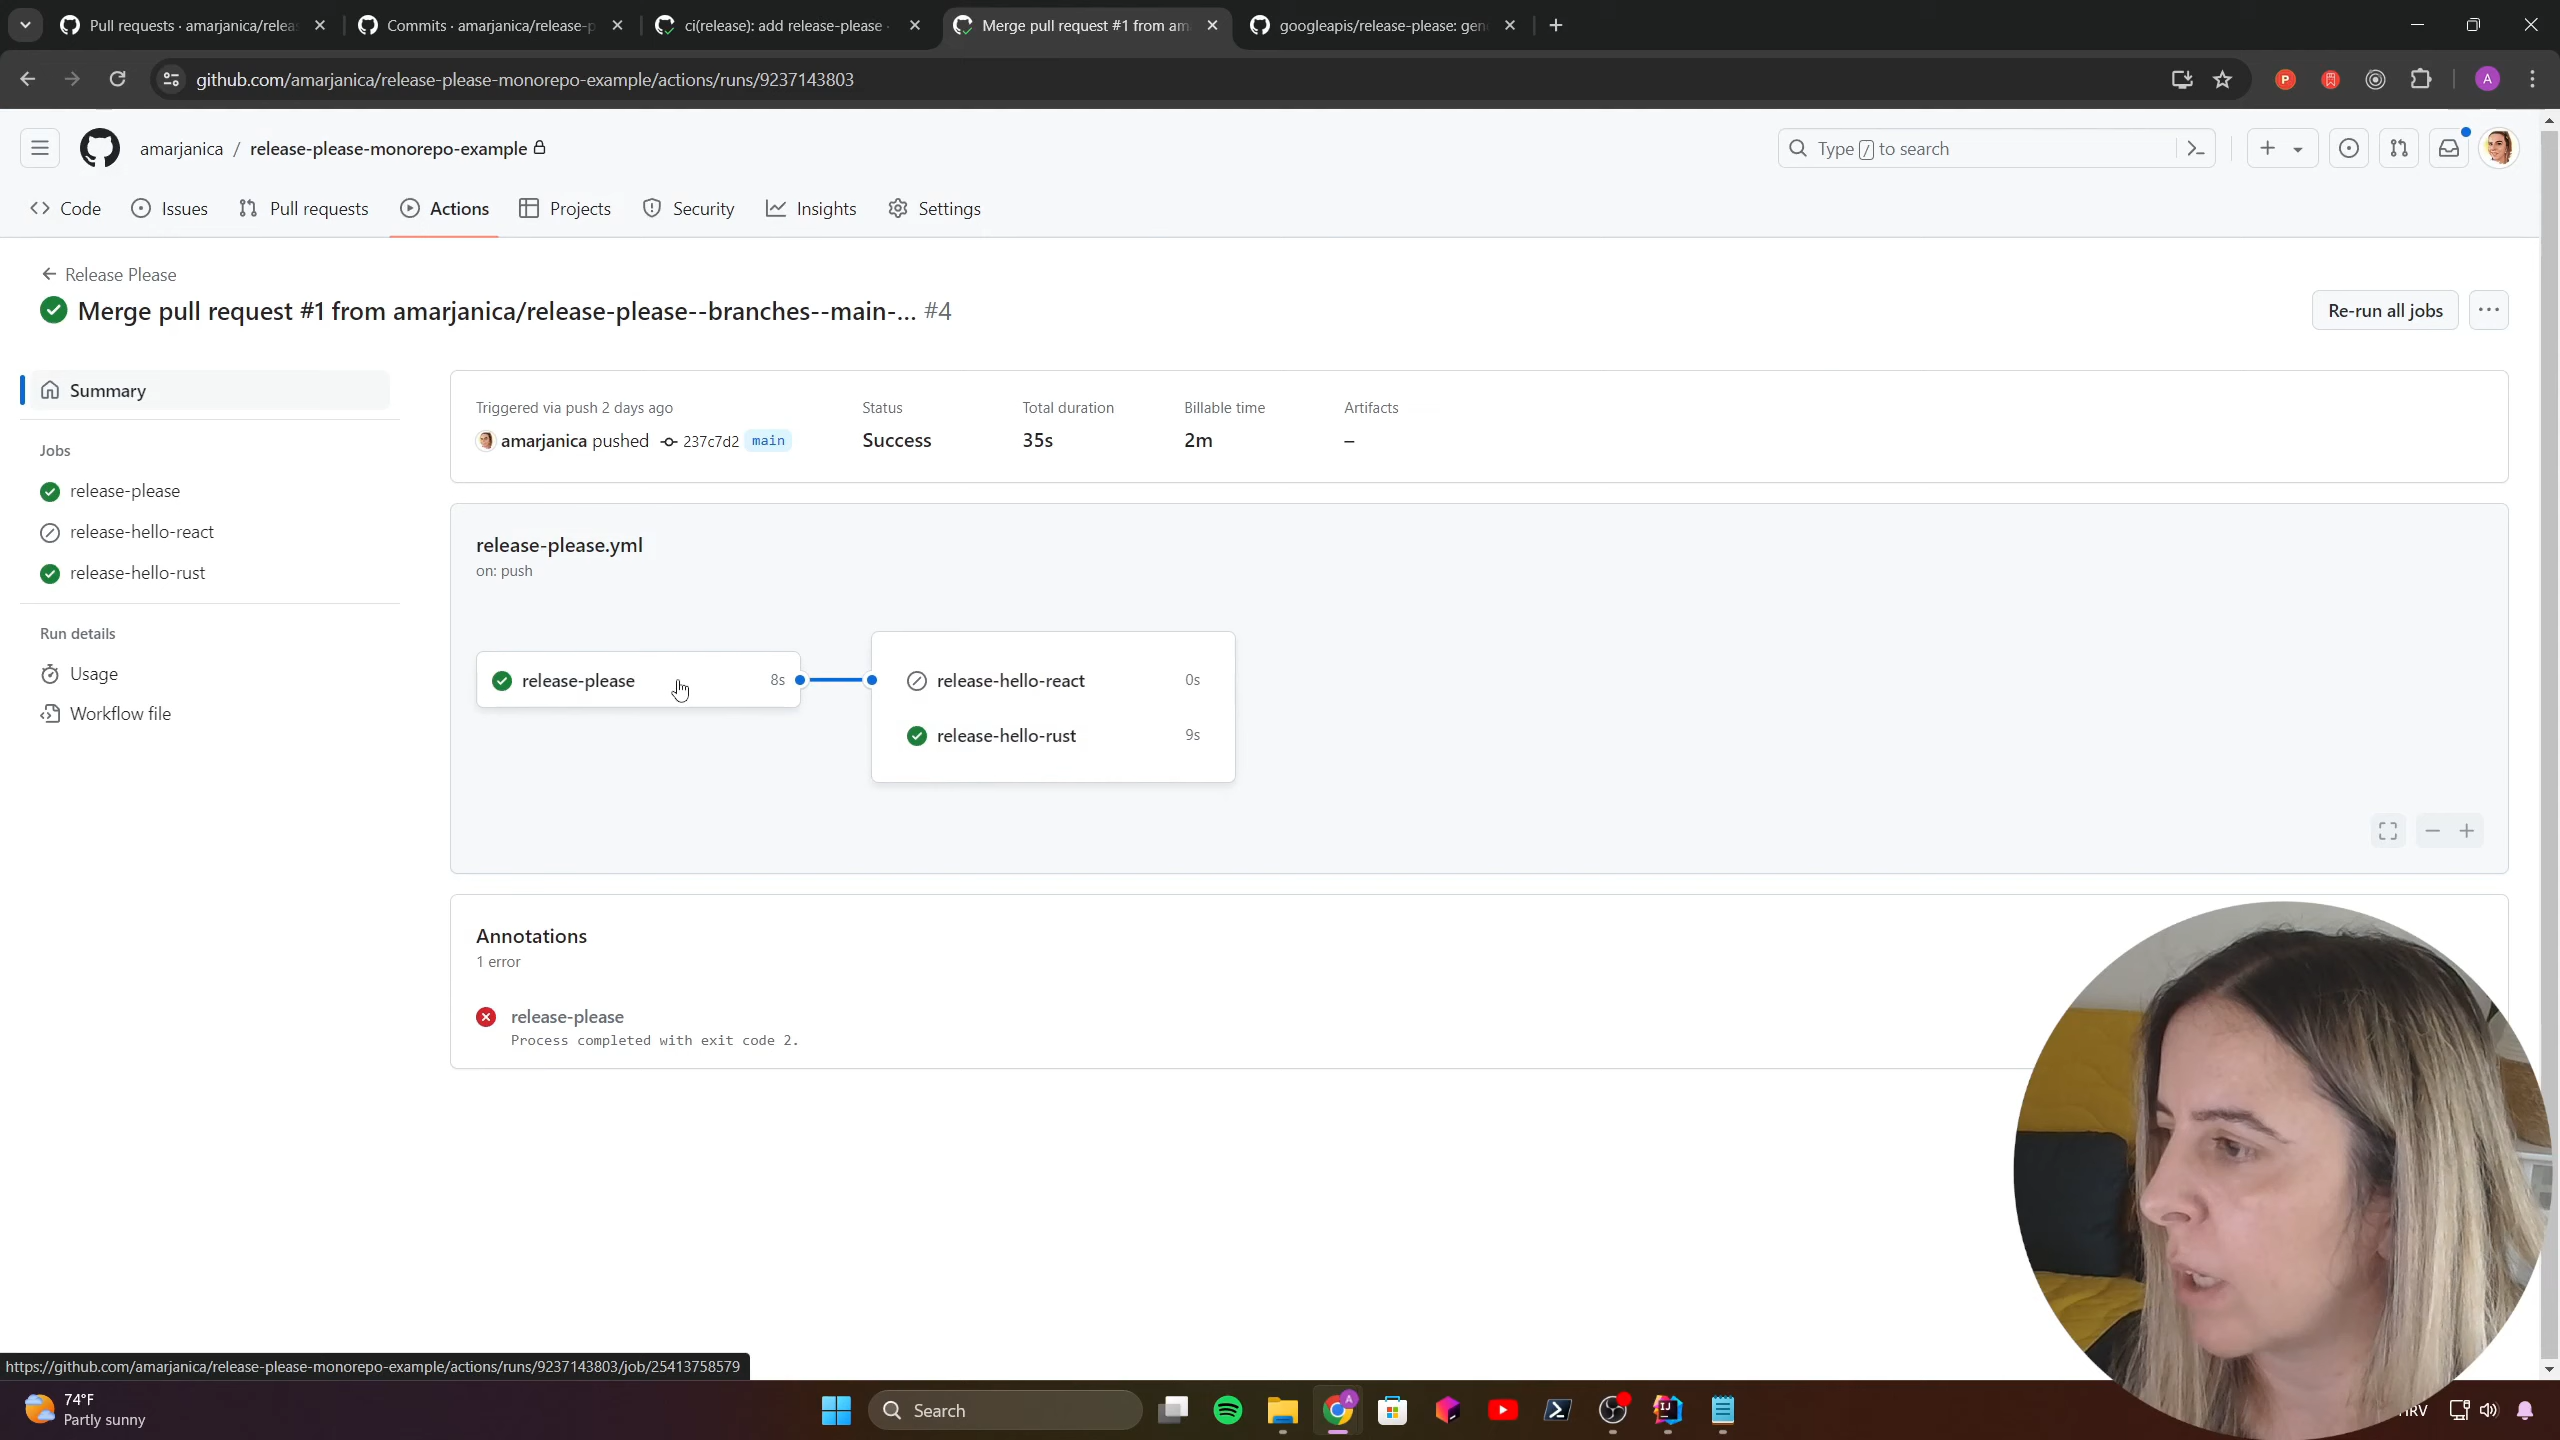 Pull requests · amarjanica/releas
Commits · amarjanica/release-p
ci(release): add release-please ·
Merge pull request #1 from am
googleapis/release-please: gen
github.com/amarjanica/release-please-monorepo-example/actions/runs/9237143803
P
A
amarjanica / release-please-monorepo-example
Type / to search
Code
Issues
Pull requests
Actions
Projects
Security
Insights
Settings
Release Please
Merge pull request #1 from amarjanica/release-please--branches--main-... #4
Re-run all jobs
Summary
Jobs
release-please
release-hello-react
release-hello-rust
Run details
Usage
Workflow file
Triggered via push 2 days ago
amarjanica pushed 237c7d2 main
Status
Success
Total duration
35s
Billable time
2m
Artifacts
–
release-please.yml
on: push
release-please 8s
release-hello-react 0s
release-hello-rust 9s
Annotations
1 error
release-please
Process completed with exit code 2.
https://github.com/amarjanica/release-please-monorepo-example/actions/runs/9237143803/job/25413758579
74°F
Partly sunny
Search
A
IJ